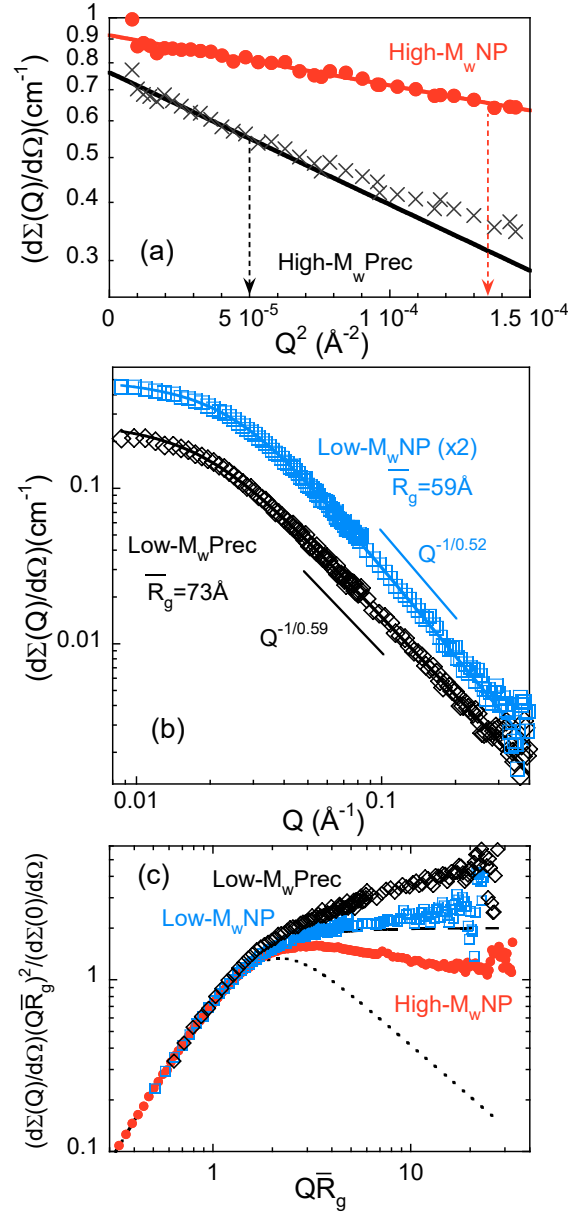 1
0.9
0.8
0.7
0.6
0.5
0.3
(dΣ(Q)/dΩ)(cm⁻¹)
High-MwNP
High-MwPrec
(a)
0
5 10⁻⁵
1 10⁻⁴
1.5 10⁻⁴
Q² (Å⁻²)
(dΣ(Q)/dΩ)(cm⁻¹)
0.1
0.01
Low-MwNP (x2)
R̅g=59Å
Q⁻¹/⁰·⁵²
Low-MwPrec
R̅g=73Å
Q⁻¹/⁰·⁵⁹
(b)
0.01
0.1
Q (Å⁻¹)
(dΣ(Q)/dΩ)(QR̅g)²/(dΣ(0)/dΩ)
1
0.1
(c)
Low-MwPrec
Low-MwNP
High-MwNP
1
10
QR̅g